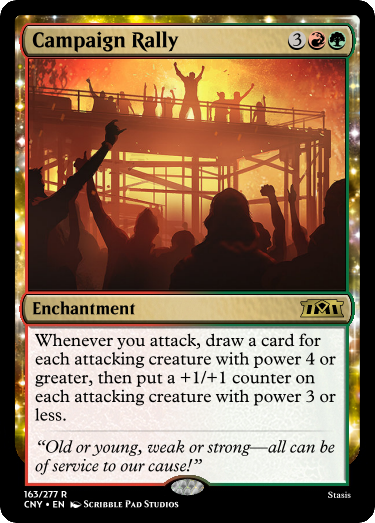 Campaign Rally 3
Enchantment
Whenever you attack, draw a card for
each attacking creature with power 4 or
greater, then put a +1/+1 counter on
each attacking creature with power 3 or
less.
“Old or young, weak or strong—all can be
of service to our cause!”
163/277 R
Stasis
CNY • EN Scribble Pad Studios